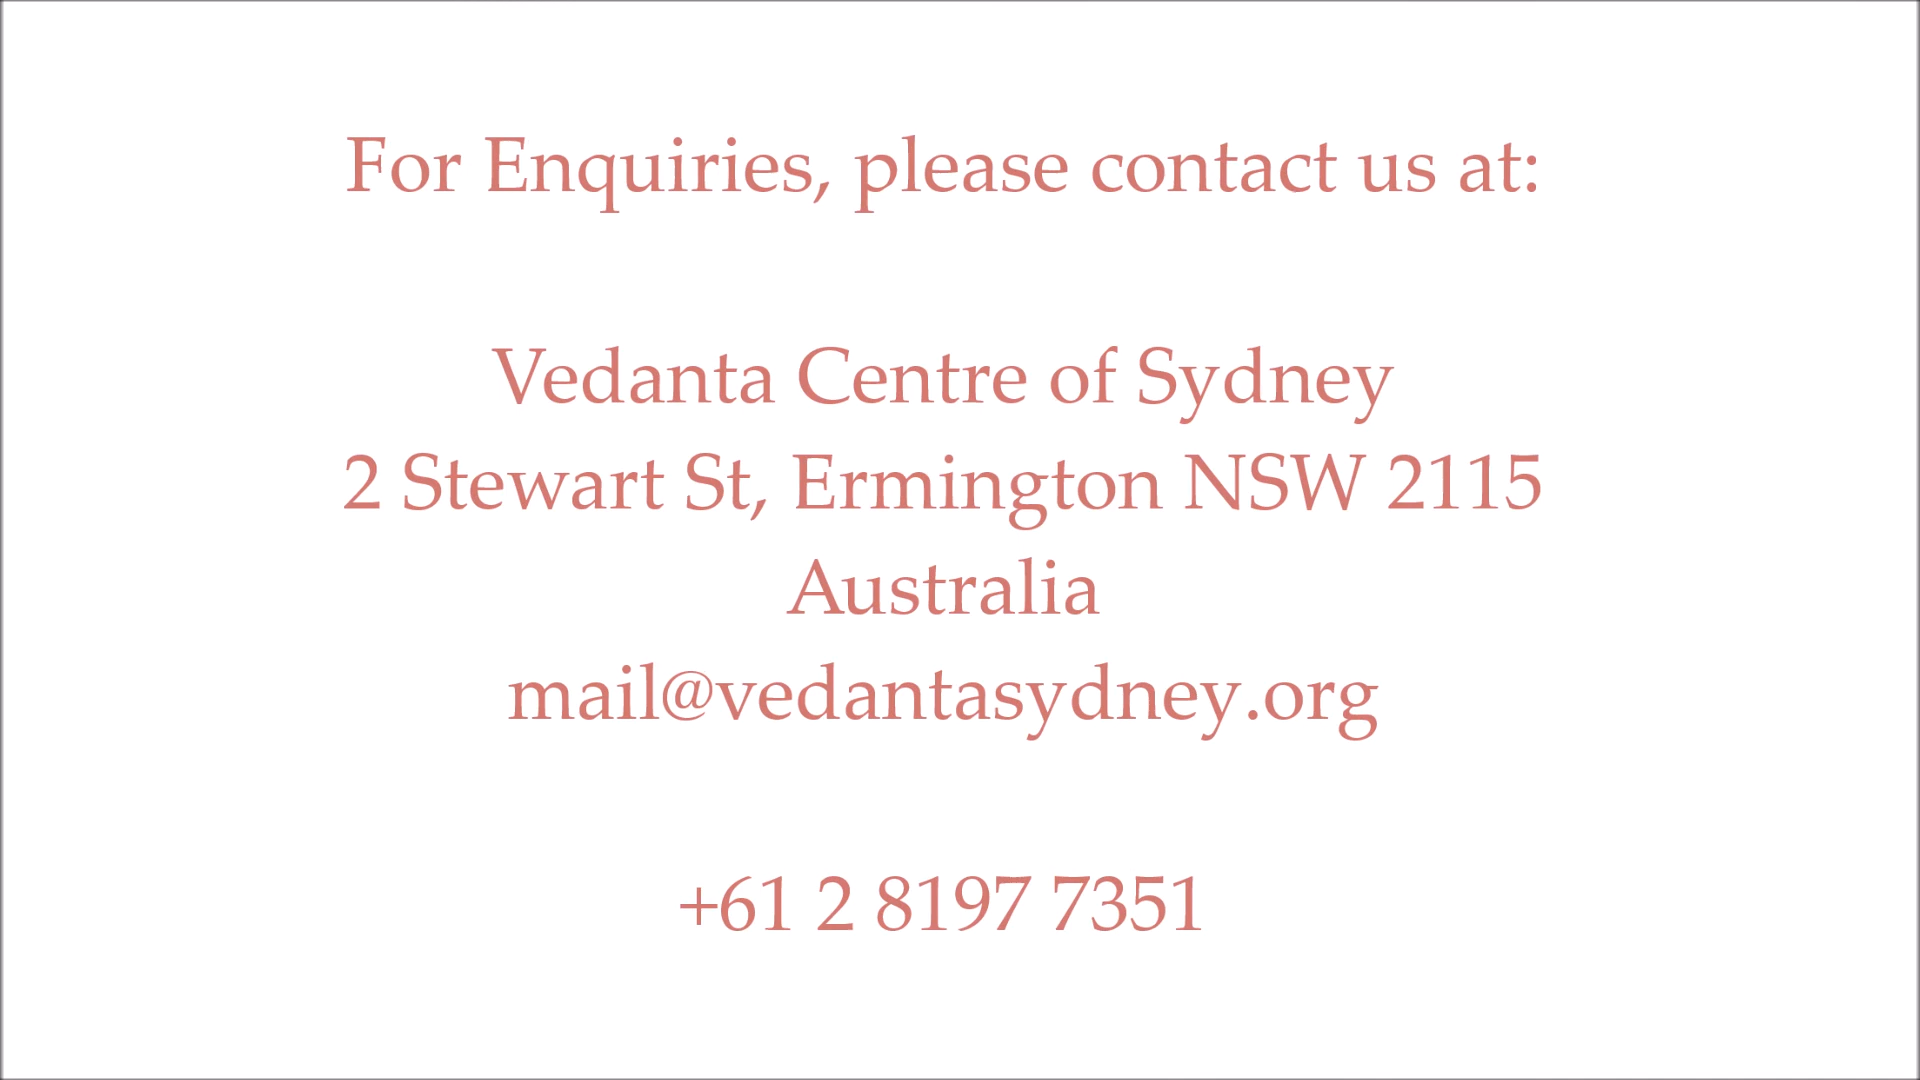 For Enquiries, please contact us at:
Vedanta Centre of Sydney
2 Stewart St, Ermington NSW 2115
Australia
mail@vedantasydney.org
+61 2 8197 7351